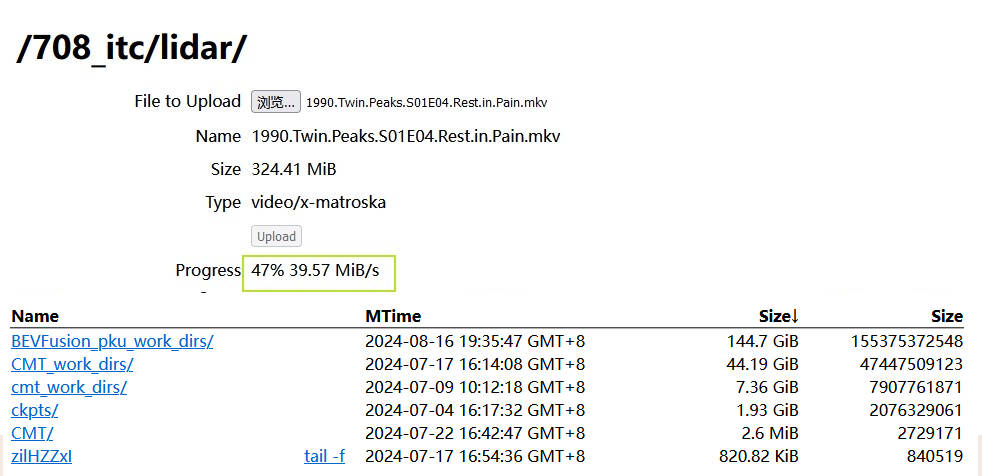 /708_itc/lidar/
File to Upload 浏览... 1990.Twin.Peaks.S01E04.Rest.in.Pain.mkv
Name 1990.Twin.Peaks.S01E04.Rest.in.Pain.mkv
Size 324.41 MiB
Type video/x-matroska
Upload
Progress 47% 39.57 MiB/s
Name MTime Size↓ Size
BEVFusion_pku_work_dirs/ 2024-08-16 19:35:47 GMT+8 144.7 GiB 155375372548
CMT_work_dirs/ 2024-07-17 16:14:08 GMT+8 44.19 GiB 47447509123
cmt_work_dirs/ 2024-07-09 10:12:18 GMT+8 7.36 GiB 7907761871
ckpts/ 2024-07-04 16:17:32 GMT+8 1.93 GiB 2076329061
CMT/ 2024-07-22 16:42:47 GMT+8 2.6 MiB 2729171
zilHZZxI tail -f 2024-07-17 16:54:36 GMT+8 820.82 KiB 840519